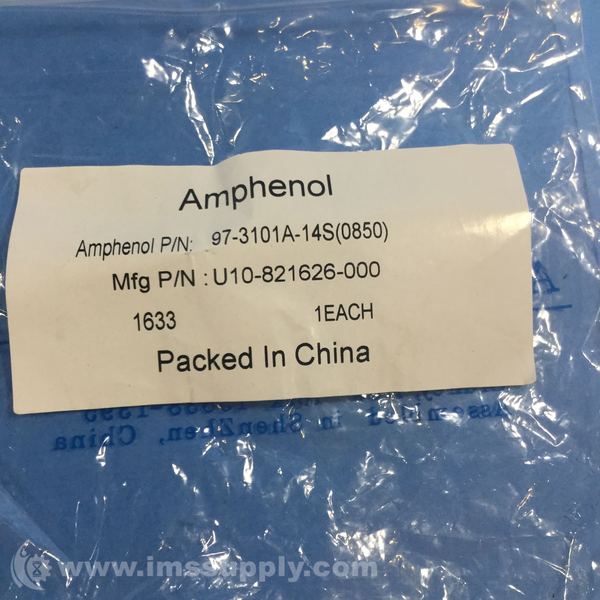 Amphenol
Amphenol P/N: 97-3101A-14S(0850)
Mfg P/N : U10-821626-000
1633 1EACH
Packed In China
Assembled in ShenZhen, China
www.imssupply.com